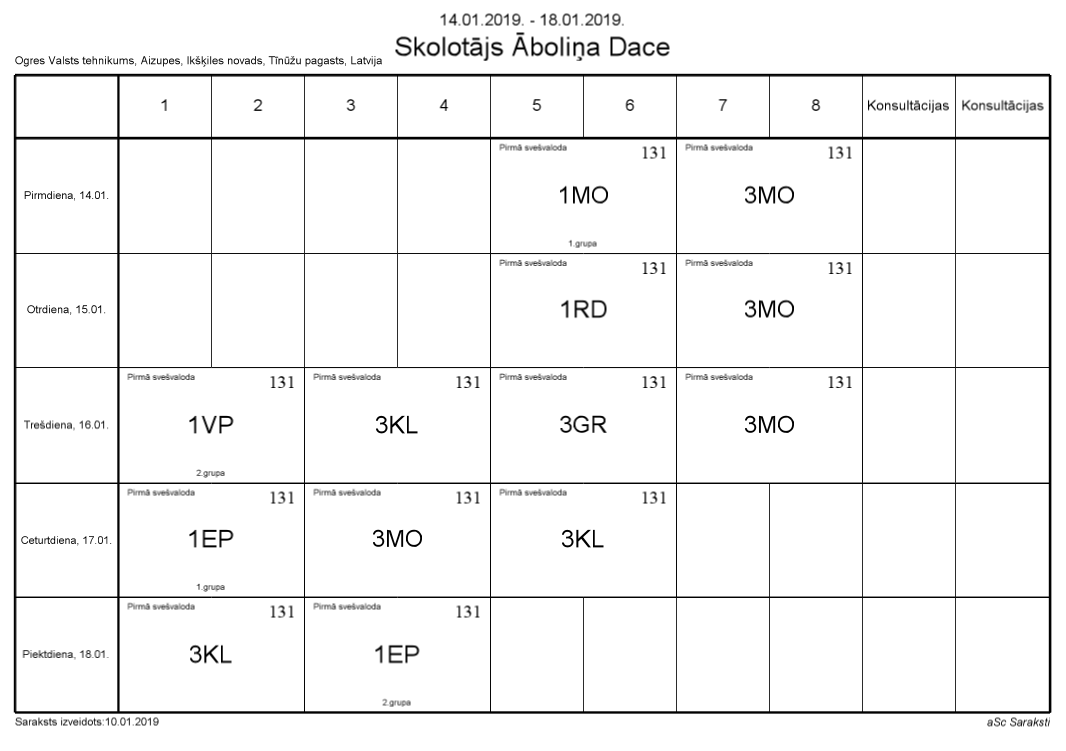 14.01.2019. - 18.01.2019.
Skolotājs Āboliņa Dace
Ogres Valsts tehnikums, Aizupes, Ikšķiles novads, Tīnūžu pagasts, Latvija
1 2 3 4 5 6 7 8 Konsultācijas Konsultācijas
Pirmā svešvaloda 131 Pirmā svešvaloda 131
Pirmdiena, 14.01. 1MO 3MO
1.grupa
Pirmā svešvaloda 131 Pirmā svešvaloda 131
Otrdiena, 15.01. 1RD 3MO
Pirmā svešvaloda 131 Pirmā svešvaloda 131 Pirmā svešvaloda 131 Pirmā svešvaloda 131
Trešdiena, 16.01. 1VP 3KL 3GR 3MO
2.grupa
Pirmā svešvaloda 131 Pirmā svešvaloda 131 Pirmā svešvaloda 131
Ceturtdiena, 17.01. 1EP 3MO 3KL
1.grupa
Pirmā svešvaloda 131 Pirmā svešvaloda 131
Piektdiena, 18.01. 3KL 1EP
2.grupa
Saraksts izveidots:10.01.2019 aSc Saraksti